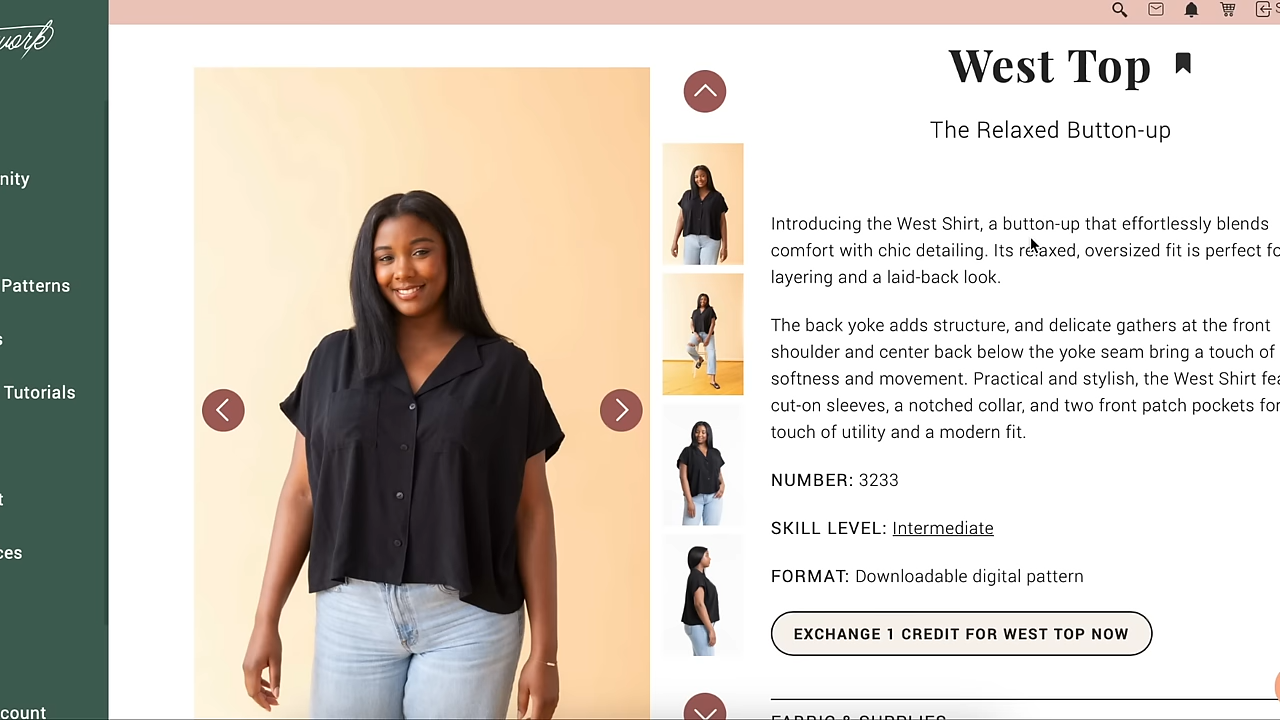 West Top
The Relaxed Button-up
nity
Patterns
s
Tutorials
t
ces
count
Introducing the West Shirt, a button-up that effortlessly blends
comfort with chic detailing. Its relaxed, oversized fit is perfect fo
layering and a laid-back look.
The back yoke adds structure, and delicate gathers at the front
shoulder and center back below the yoke seam bring a touch of
softness and movement. Practical and stylish, the West Shirt fea
cut-on sleeves, a notched collar, and two front patch pockets for
touch of utility and a modern fit.
NUMBER: 3233
SKILL LEVEL: Intermediate
FORMAT: Downloadable digital pattern
EXCHANGE 1 CREDIT FOR WEST TOP NOW
FABRIC & SUPPLIES